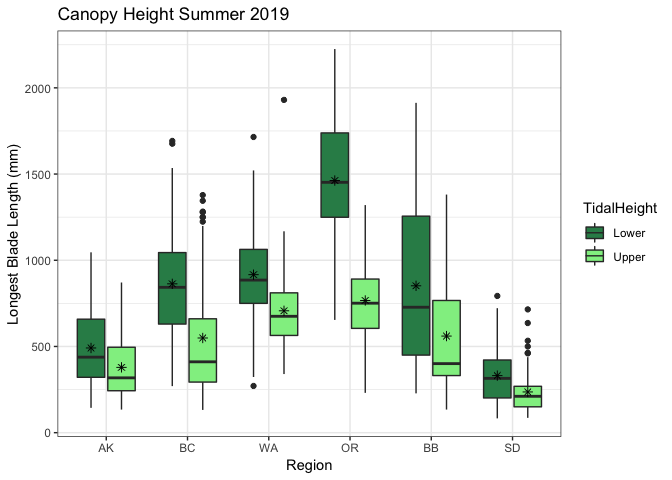 Canopy Height Summer 2019
Longest Blade Length (mm)
2000
1500
1000
500
0
AK BC WA OR BB SD
Region
TidalHeight
Lower
Upper